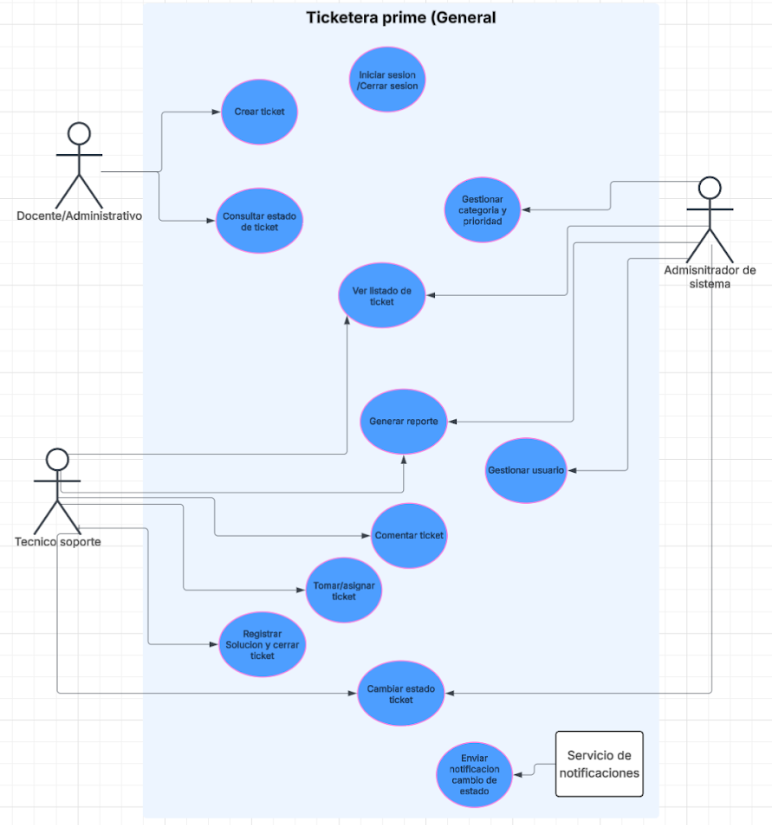 Ticketera prime (General
Iniciar sesion
/Cerrar sesion
Crear ticket
Docente/Administrativo
Consultar estado
de ticket
Gestionar
categoria y
prioridad
Admisnitrador de
sistema
Ver listado de
ticket
Generar reporte
Gestionar usuario
Tecnico soporte
Comentar ticket
Tomar/asignar
ticket
Registrar
Solucion y cerrar
ticket
Cambiar estado
ticket
Enviar
notificacion
cambio de
estado
Servicio de
notificaciones